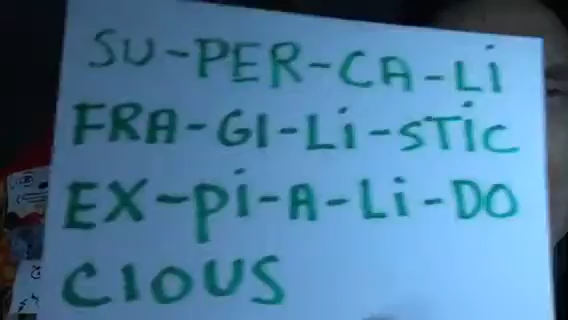 SU-PER-CA-Li
FRA-GI-Li-STiC
EX-pi-A-Li-DO
CIOUS